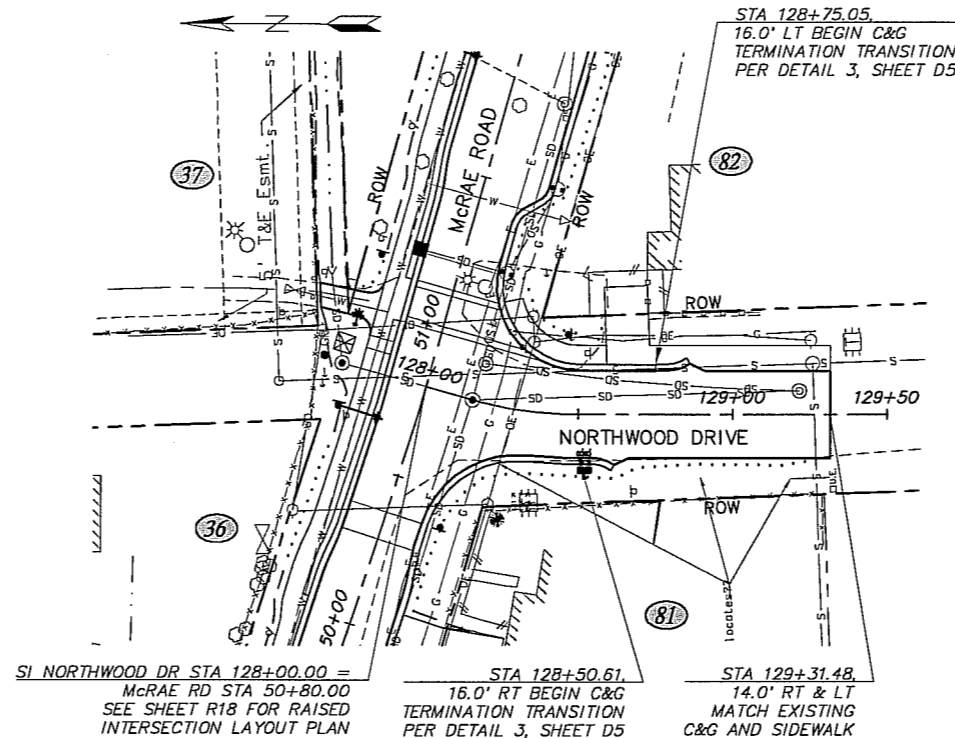 STA 128+75.05,
16.0' LT BEGIN C&G
TERMINATION TRANSITION
PER DETAIL 3, SHEET D5
N
37
5' T&E Esmt.
ROW
McRAE ROAD
82
ROW
ROW
51+00
128+00
129+00
129+50
NORTHWOOD DRIVE
ROW
36
50+00
81
locates??
SI NORTHWOOD DR STA 128+00.00 =
McRAE RD STA 50+80.00
SEE SHEET R18 FOR RAISED
INTERSECTION LAYOUT PLAN
STA 128+50.61,
16.0' RT BEGIN C&G
TERMINATION TRANSITION
PER DETAIL 3, SHEET D5
STA 129+31.48,
14.0' RT & LT
MATCH EXISTING
C&G AND SIDEWALK